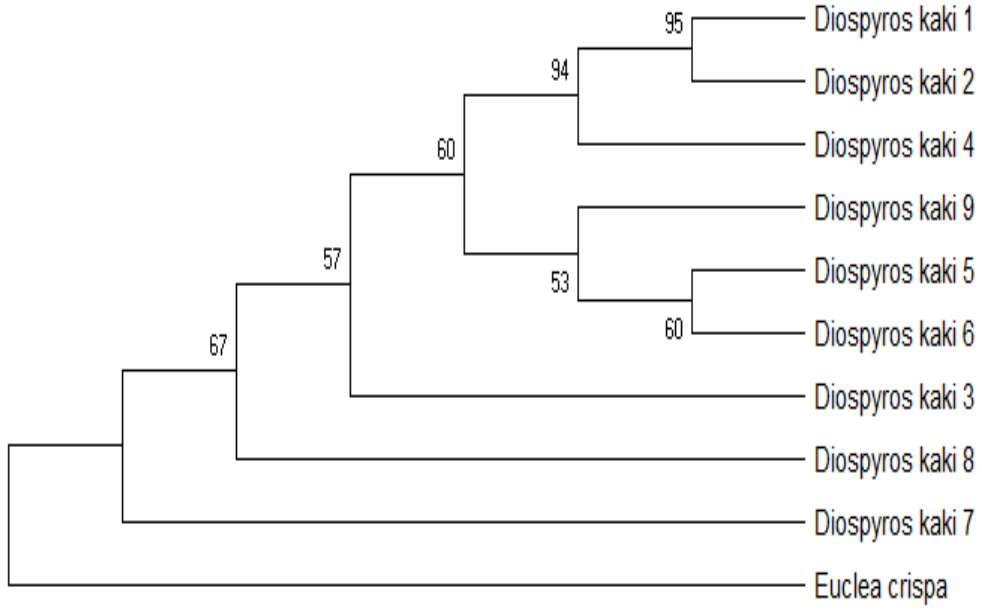 95
Diospyros kaki 1
94
Diospyros kaki 2
60
Diospyros kaki 4
Diospyros kaki 9
57
53
Diospyros kaki 5
67
60
Diospyros kaki 6
Diospyros kaki 3
Diospyros kaki 8
Diospyros kaki 7
Euclea crispa